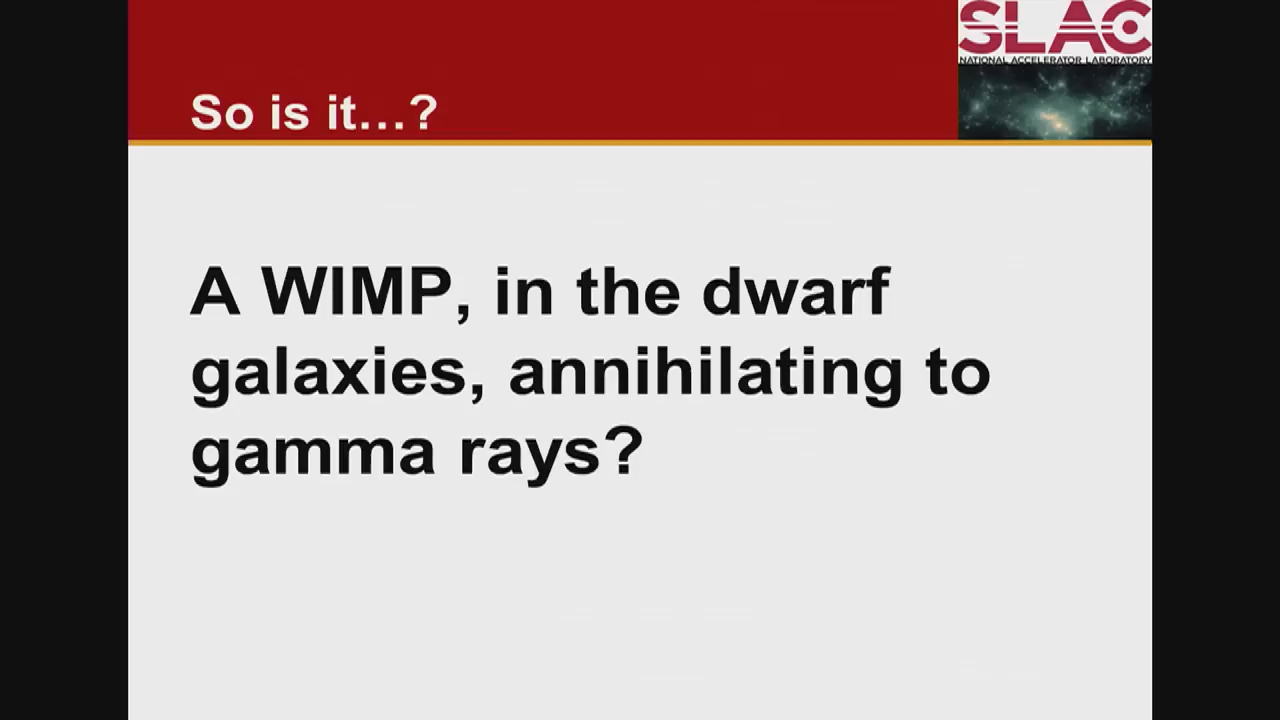 SLAC
NATIONAL ACCELERATOR LABORATORY
So is it...?
A WIMP, in the dwarf
galaxies, annihilating to
gamma rays?